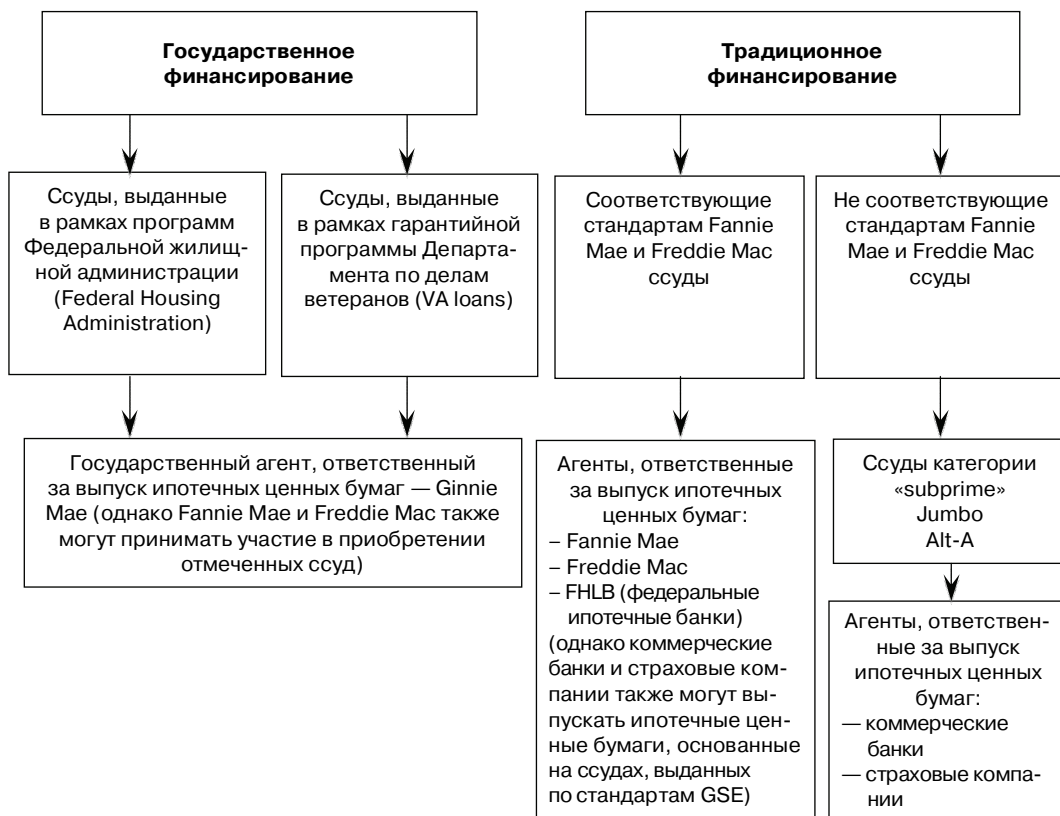 Государственное
финансирование
Традиционное
финансирование
Ссуды, выданные
в рамках программ
Федеральной жилищ-
ной администрации
(Federal Housing
Administration)
Ссуды, выданные
в рамках гарантийной
программы Департа-
мента по делам
ветеранов (VA loans)
Соответствующие
стандартам Fannie
Mae и Freddie Mac
ссуды
Не соответствующие
стандартам Fannie
Mae и Freddie Mac
ссуды
Государственный агент, ответственный
за выпуск ипотечных ценных бумаг — Ginnie
Mae (однако Fannie Mae и Freddie Mac также
могут принимать участие в приобретении
отмеченных ссуд)
Агенты, ответственные
за выпуск ипотечных
ценных бумаг:
– Fannie Mae
– Freddie Mac
– FHLB (федеральные
ипотечные банки)
(однако коммерческие
банки и страховые ком-
пании также могут вы-
пускать ипотечные цен-
ные бумаги, основанные
на ссудах, выданных
по стандартам GSE)
Ссуды категории
«subprime»
Jumbo
Alt-A
Агенты, ответствен-
ные за выпуск
ипотечных ценных
бумаг:
— коммерческие
банки
— страховые компа-
нии